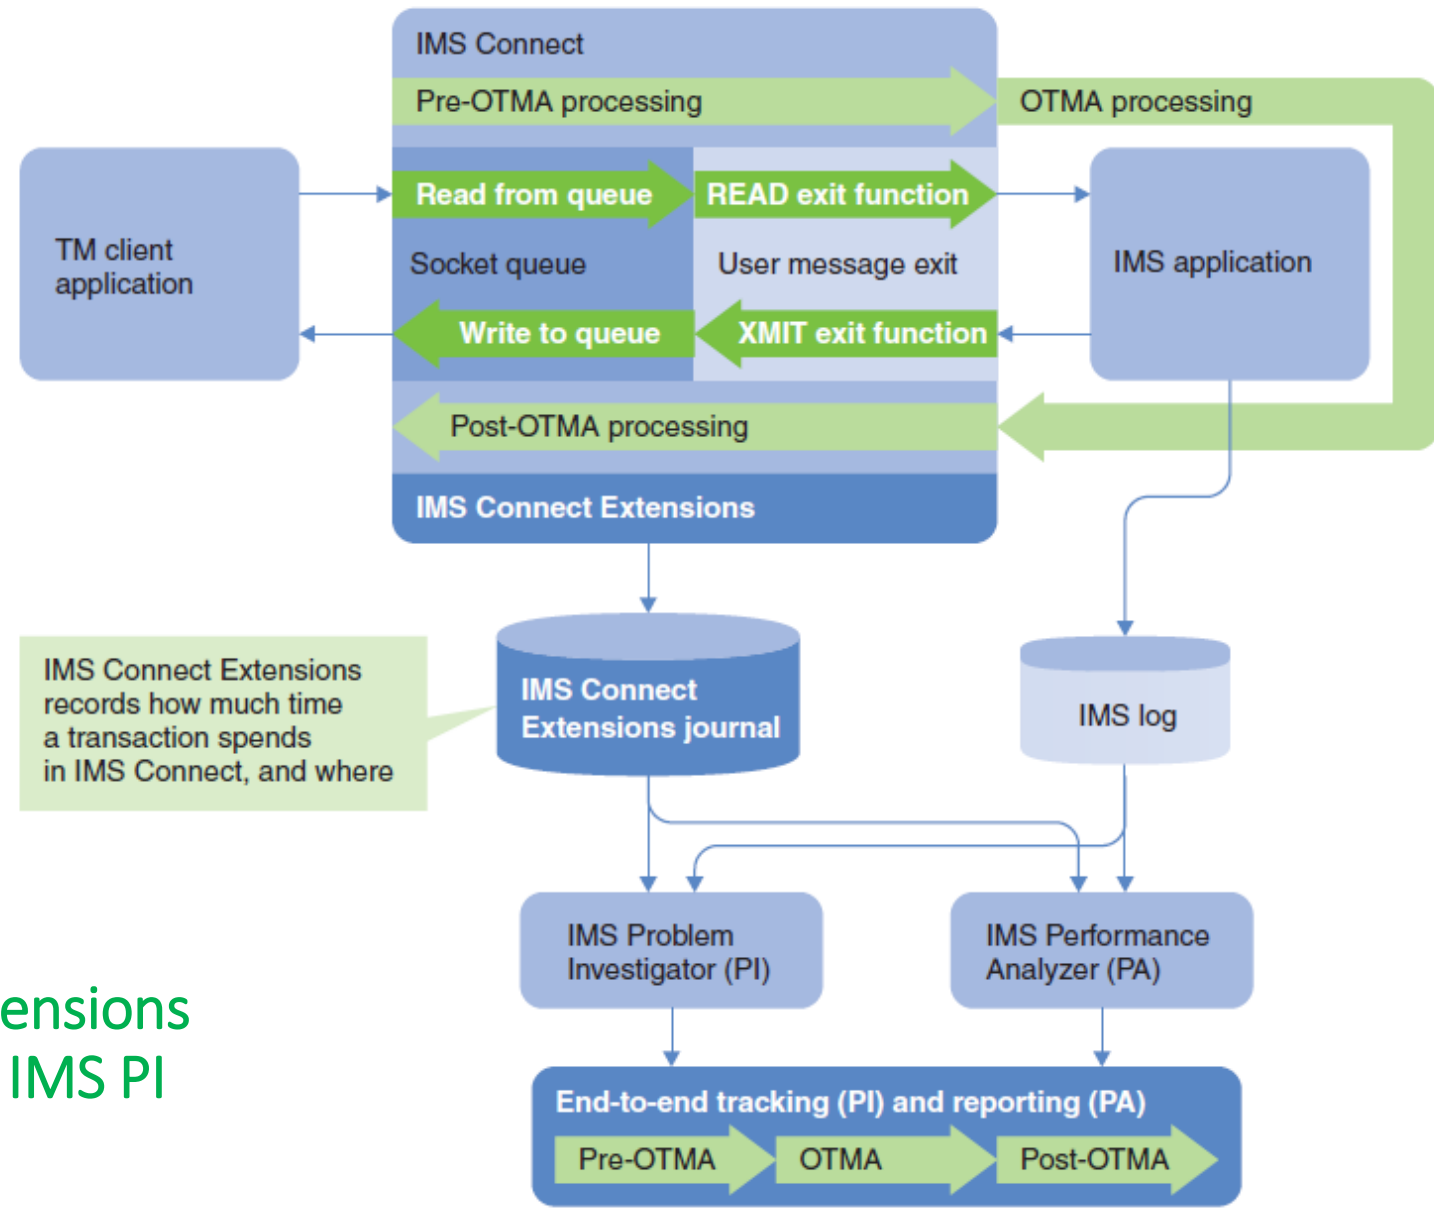 IMS Connect
Pre-OTMA processing
OTMA processing
Read from queue
READ exit function
TM client
application
Socket queue
User message exit
IMS application
Write to queue
XMIT exit function
Post-OTMA processing
IMS Connect Extensions
IMS Connect Extensions
records how much time
a transaction spends
in IMS Connect, and where
IMS Connect
Extensions journal
IMS log
IMS Problem
Investigator (PI)
IMS Performance
Analyzer (PA)
ensions
IMS PI
End-to-end tracking (PI) and reporting (PA)
Pre-OTMA
OTMA
Post-OTMA